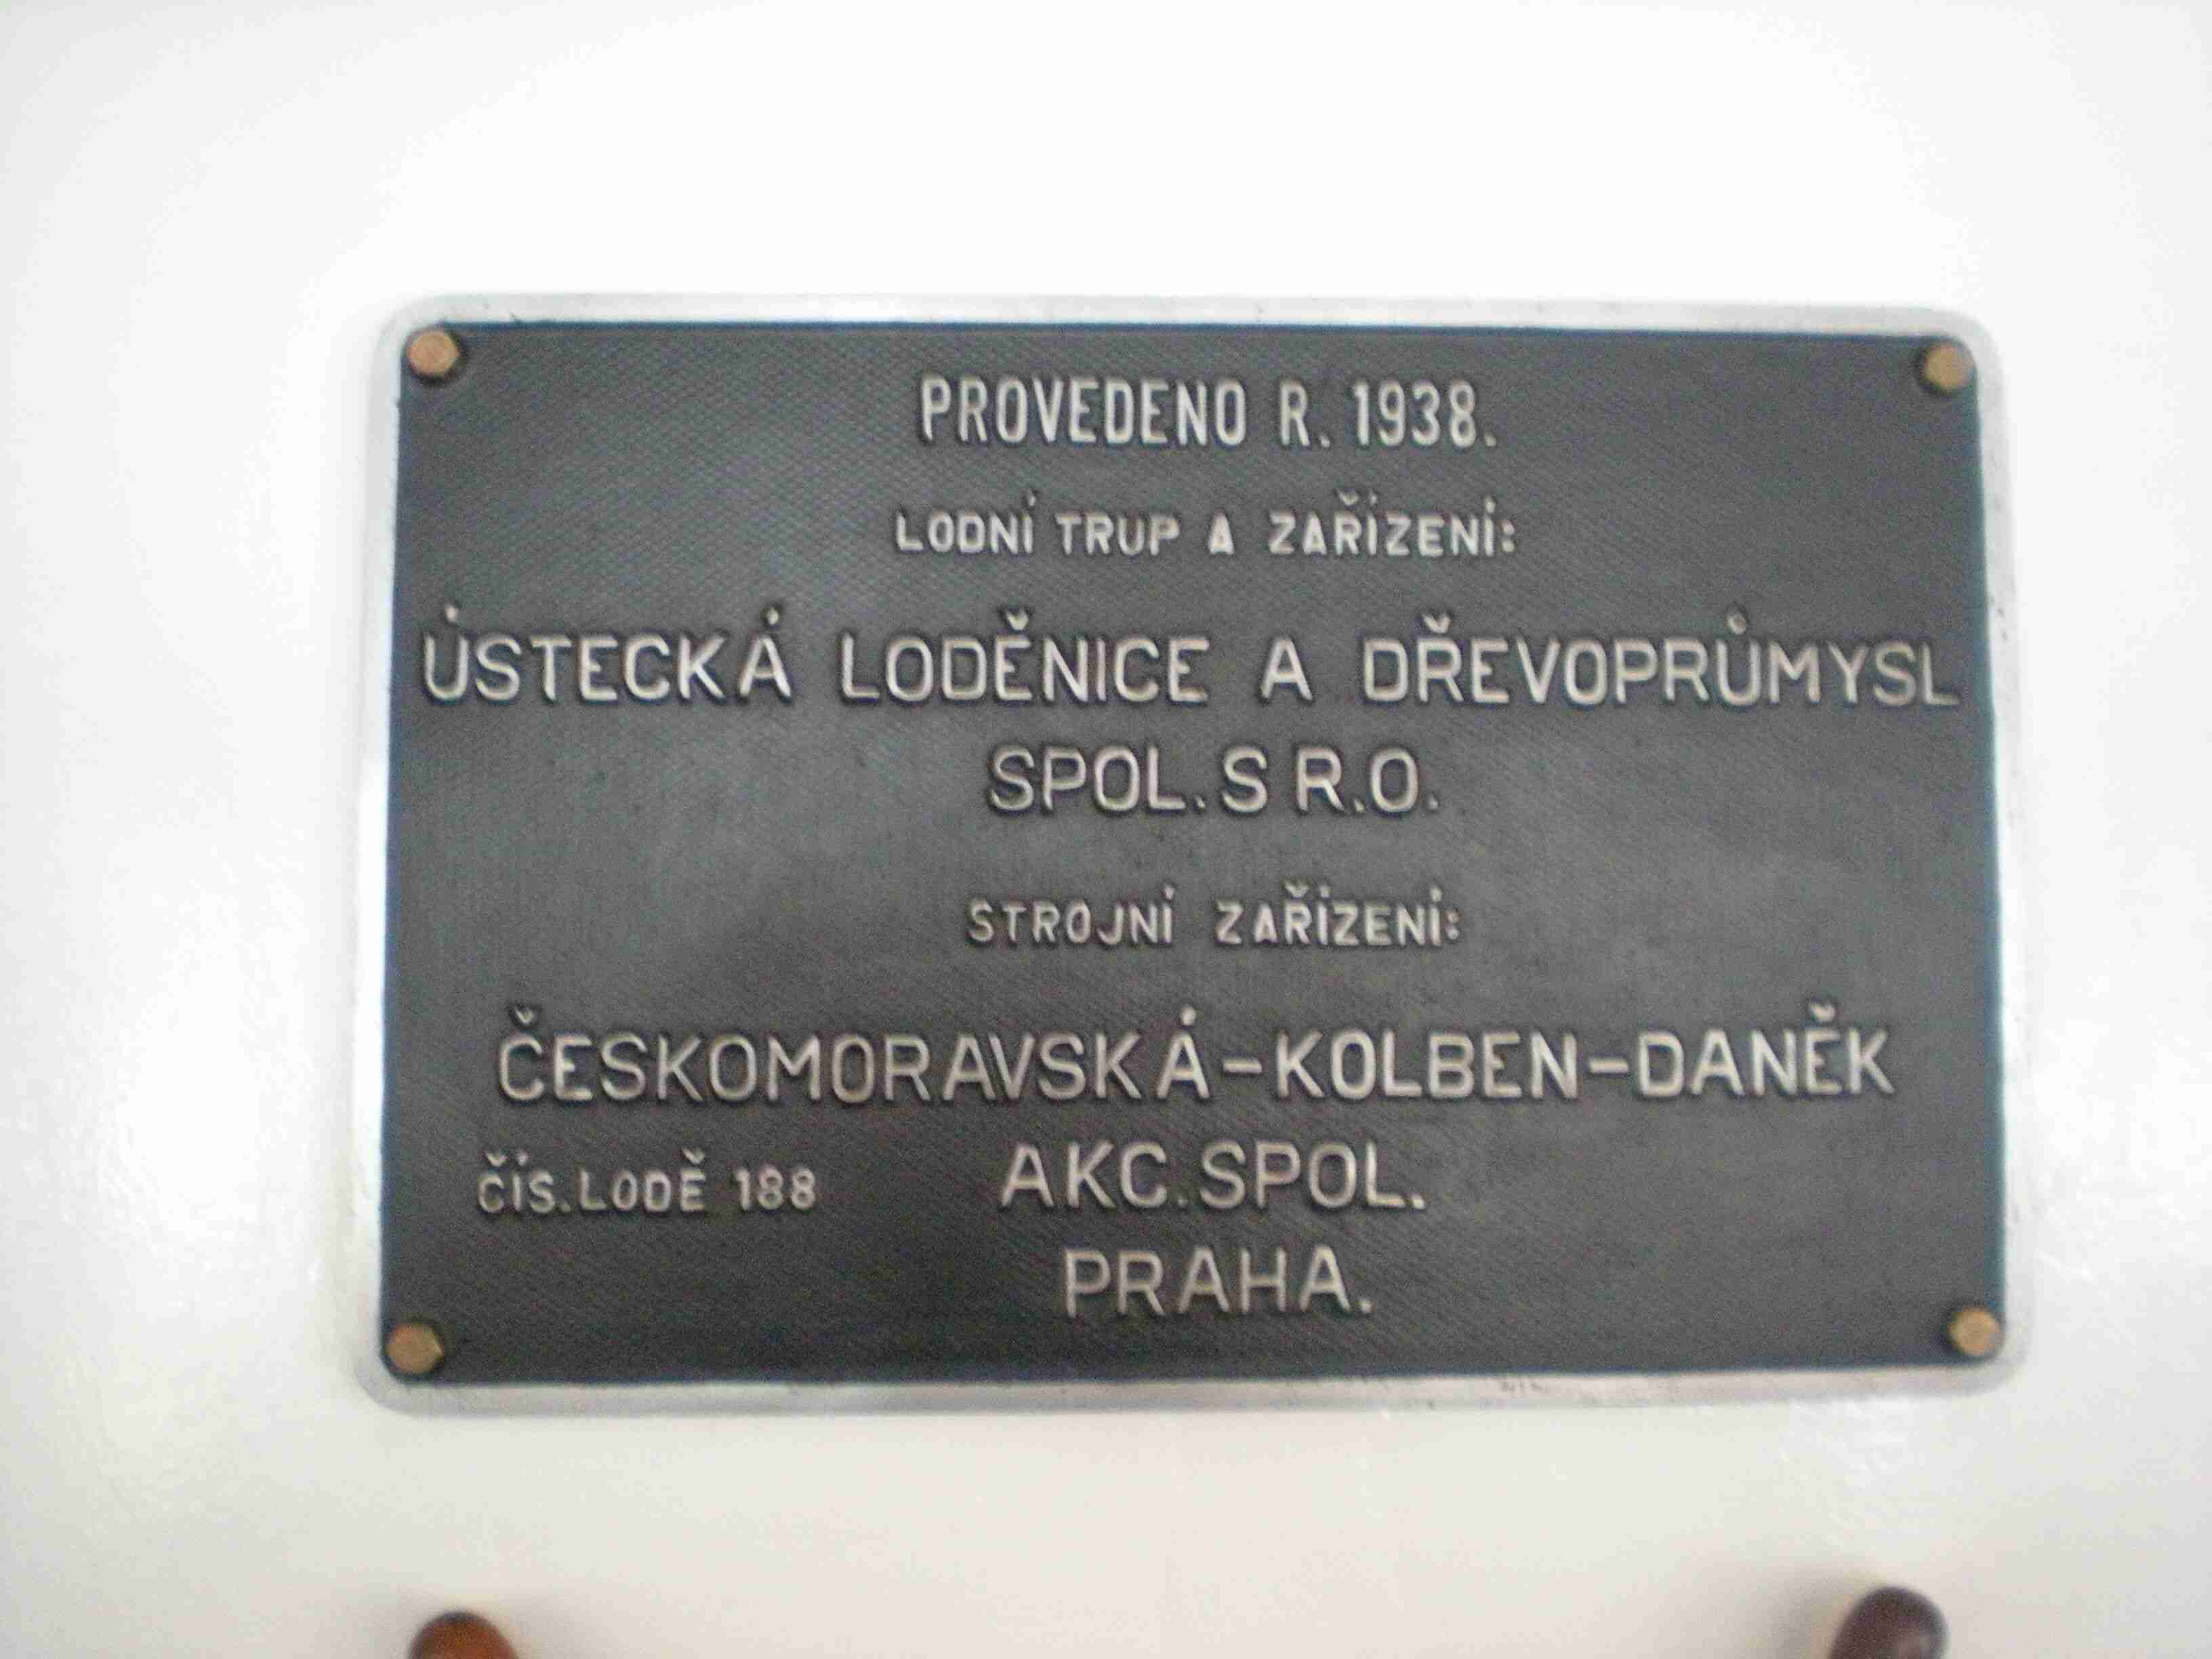 PROVEDENO R. 1938.
LODNÍ TRUP A ZAŘÍZENÍ:
ÚSTECKÁ LODĚNICE A DŘEVOPRŮMYSL
SPOL. S R.O.
STROJNÍ ZAŘÍZENÍ:
ČESKOMORAVSKÁ-KOLBEN-DANĚK
AKC. SPOL.
ČÍS. LODĚ 188
PRAHA.